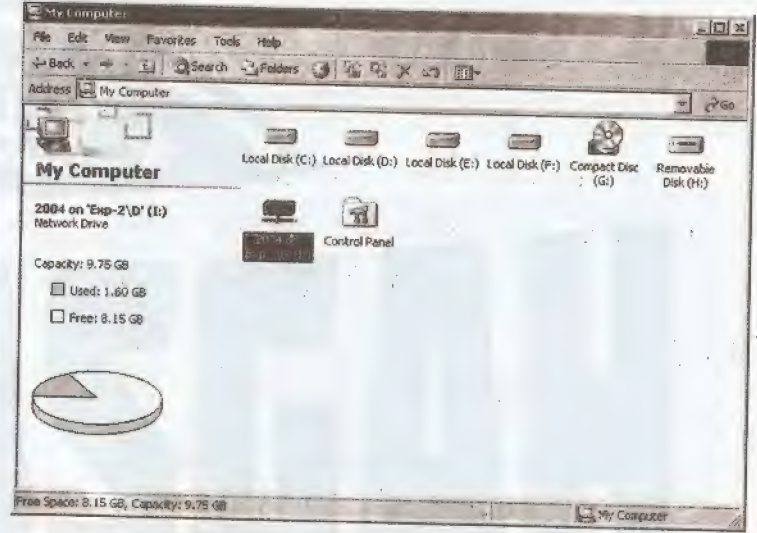 My Computer
File Edit View Favorites Tools Help
Back Search Folders
Address My Computer Go
My Computer
2004 on 'Exp-2\D' (I:)
Network Drive
Capacity: 9.75 GB
Used: 1.60 GB
Free: 8.15 GB
Local Disk (C:) Local Disk (D:) Local Disk (E:) Local Disk (F:) Compact Disc (G:) Removable Disk (H:)
Control Panel
Free Space: 8.15 GB, Capacity: 9.75 GB
My Computer